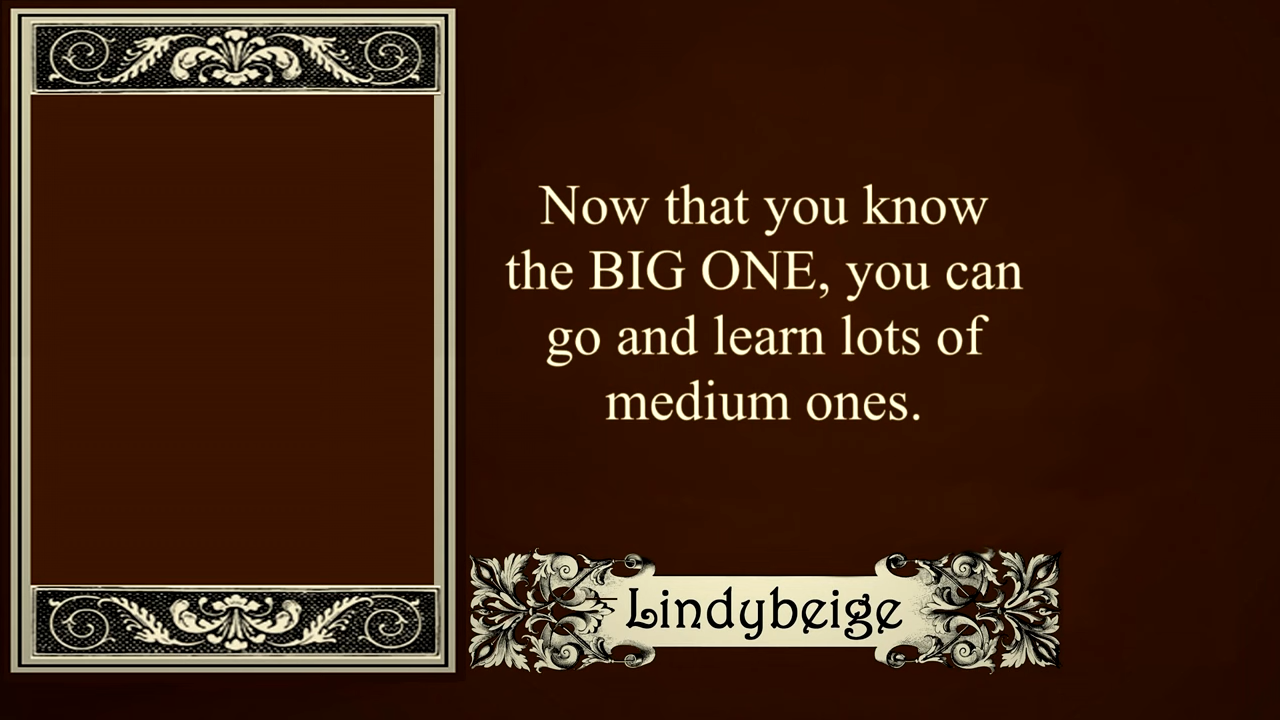 Now that you know
the BIG ONE, you can
go and learn lots of
medium ones.
Lindybeige